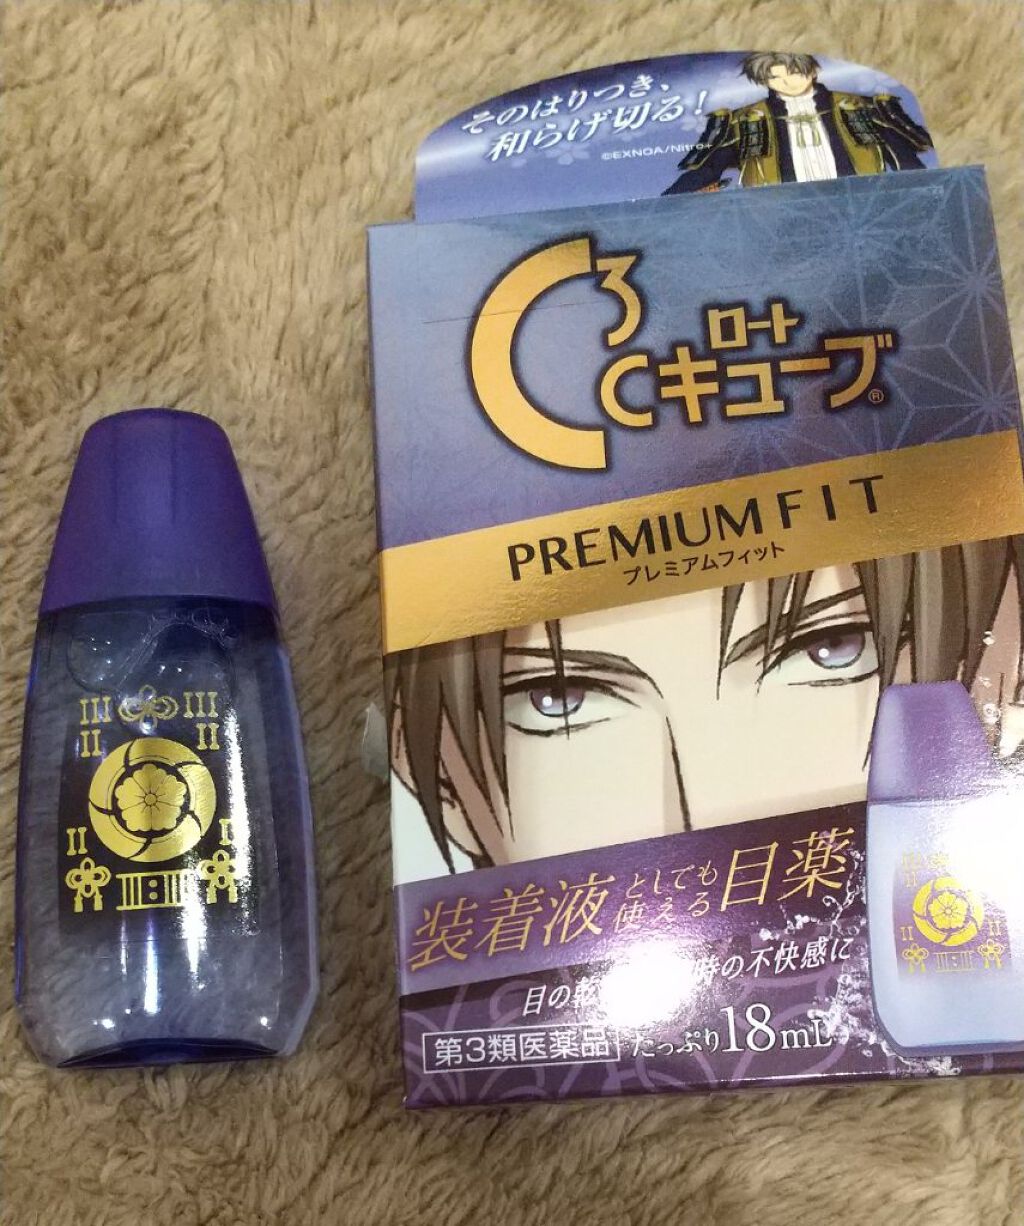 そのはりつき、
和らげ切る！
©EXNOA/Nitro+
C3
ロート
Cキューブ®
PREMIUM FIT
プレミアムフィット
装着液としても使える目薬
目の乾 時の不快感に
第3類医薬品 たっぷり18mL